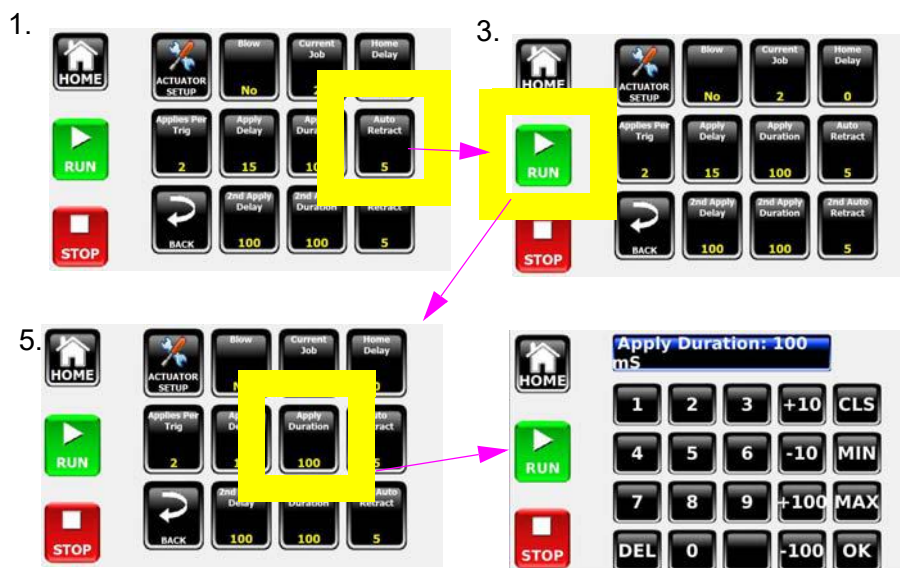 1.
HOME
ACTUATOR
SETUP
Blow
No
Current
Job
Home
Delay
RUN
Applies Per
Trig
2
Apply
Delay
15
Auto
Retract
5
STOP
BACK
2nd Apply
Delay
100
2nd
Duration
100
Retract
5
3.
HOME
ACTUATOR
SETUP
Blow
No
Current
Job
2
Home
Delay
0
RUN
Applies Per
Trig
2
Apply
Delay
15
Apply
Duration
100
Auto
Retract
5
STOP
BACK
2nd Apply
Delay
100
2nd Apply
Duration
100
2nd Auto
Retract
5
5.
HOME
ACTUATOR
SETUP
Blow
Current
Job
Home
Delay
RUN
Applies Per
Trig
2
Apply
Duration
100
STOP
BACK
2nd
Delay
100
Duration
100
Auto
Retract
5
HOME
Apply Duration: 100
mS
1 2 3 +10 CLS
RUN
4 5 6 -10 MIN
7 8 9 +100 MAX
STOP
DEL 0 -100 OK